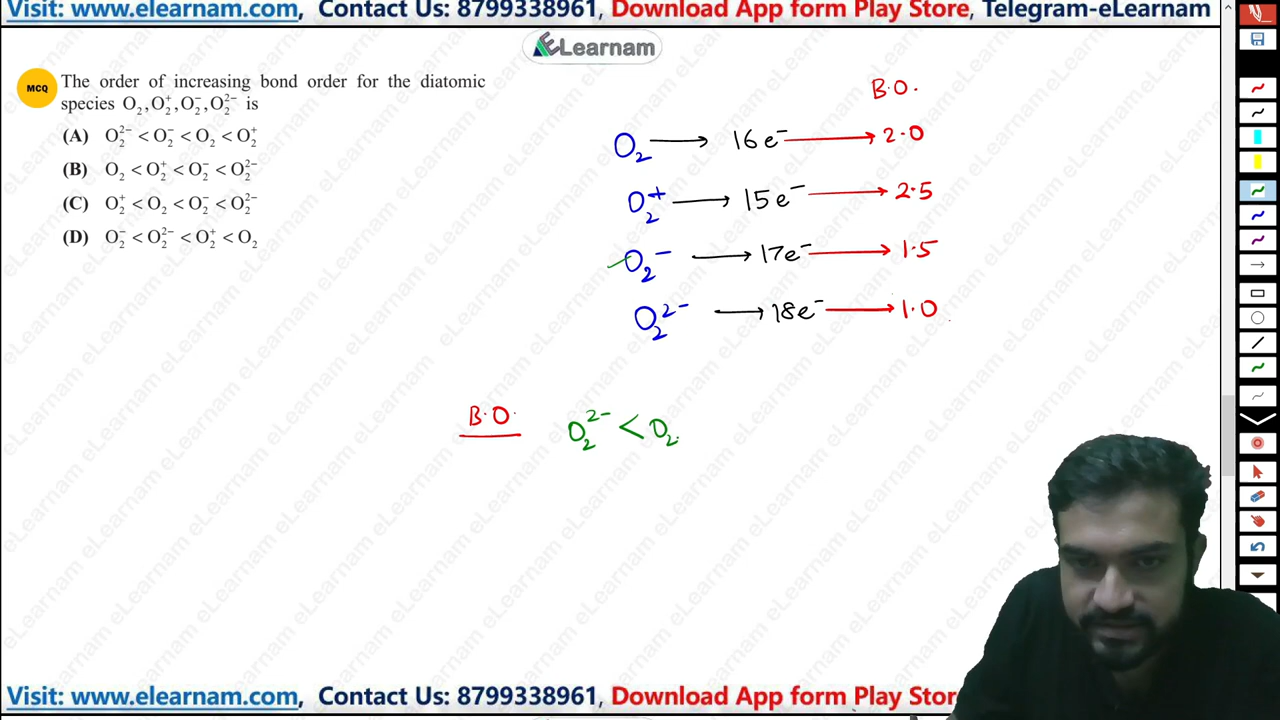 Visit: www.elearnam.com, Contact Us: 8799338961, Download App form Play Store, Telegram-eLearnam
ELearnam
MCQ
The order of increasing bond order for the diatomic
species O₂, O₂⁺, O₂⁻, O₂²⁻ is
(A) O₂²⁻ < O₂⁻ < O₂ < O₂⁺
(B) O₂ < O₂⁺ < O₂⁻ < O₂²⁻
(C) O₂⁺ < O₂ < O₂⁻ < O₂²⁻
(D) O₂⁻ < O₂²⁻ < O₂⁺ < O₂
B.O.
O₂ → 16e⁻ → 2.0
O₂⁺ → 15e⁻ → 2.5
O₂⁻ → 17e⁻ → 1.5
O₂²⁻ → 18e⁻ → 1.0
B.O. O₂²⁻ < O₂
Visit: www.elearnam.com, Contact Us: 8799338961, Download App form Play Stor